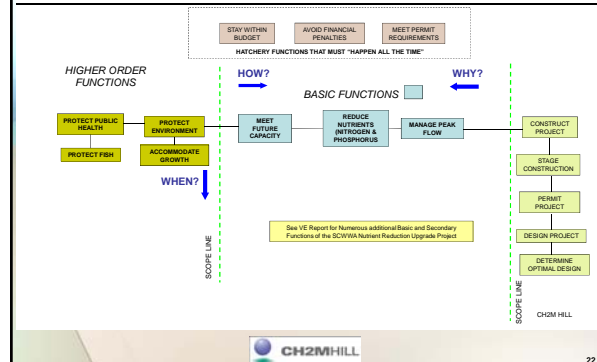 STAY WITHIN
BUDGET
AVOID FINANCIAL
PENALTIES
MEET PERMIT
REQUIREMENTS
HATCHERY FUNCTIONS THAT MUST "HAPPEN ALL THE TIME"
HIGHER ORDER
FUNCTIONS
HOW?
WHY?
BASIC FUNCTIONS
PROTECT PUBLIC
HEALTH
PROTECT FISH
PROTECT
ENVIRONMENT
ACCOMMODATE
GROWTH
WHEN?
MEET
FUTURE
CAPACITY
REDUCE
NUTRIENTS
(NITROGEN &
PHOSPHORUS
MANAGE PEAK
FLOW
CONSTRUCT
PROJECT
STAGE
CONSTRUCTION
PERMIT
PROJECT
DESIGN PROJECT
DETERMINE
OPTIMAL DESIGN
See VE Report for Numerous additional Basic and Secondary
Functions of the SCWWA Nutrient Reduction Upgrade Project
SCOPE LINE
SCOPE LINE
CH2M HILL
CH2MHILL
22